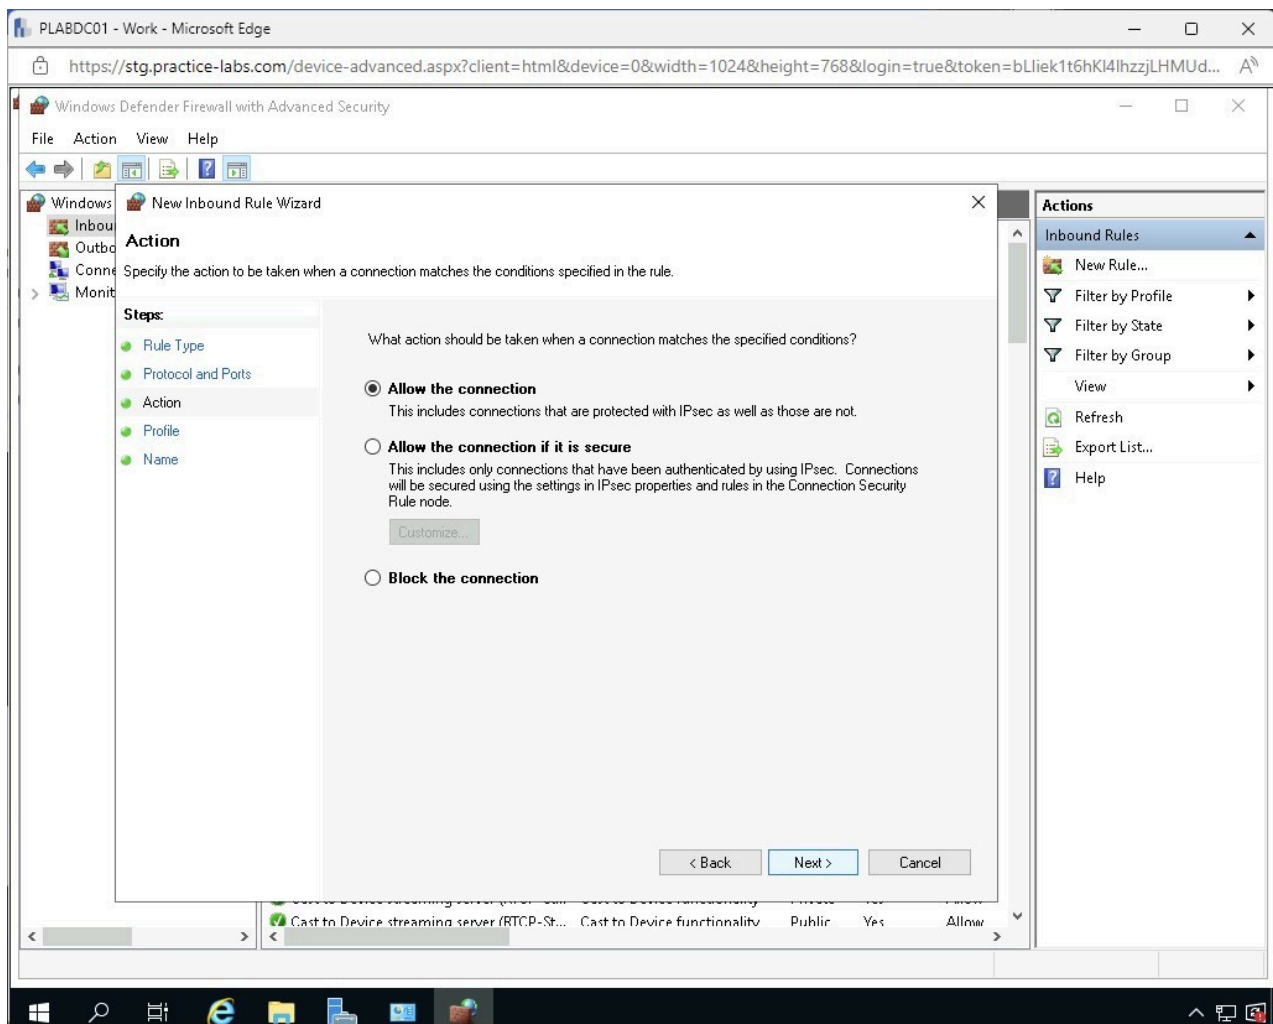 PLABDC01 - Work - Microsoft Edge
https://stg.practice-labs.com/device-advanced.aspx?client=html&device=0&width=1024&height=768&login=true&token=bLliek1t6hKl4lhzzjLHMUd...
Windows Defender Firewall with Advanced Security
File Action View Help
Windows
Inbou
Outbo
Conne
Monit
New Inbound Rule Wizard
Action
Specify the action to be taken when a connection matches the conditions specified in the rule.
Steps:
Rule Type
Protocol and Ports
Action
Profile
Name
What action should be taken when a connection matches the specified conditions?
Allow the connection
This includes connections that are protected with IPsec as well as those are not.
Allow the connection if it is secure
This includes only connections that have been authenticated by using IPsec. Connections
will be secured using the settings in IPsec properties and rules in the Connection Security
Rule node.
Customize...
Block the connection
< Back Next > Cancel
Cast to Device streaming server (RTCP-St... Cast to Device functionality Public Yes Allow
Actions
Inbound Rules
New Rule...
Filter by Profile
Filter by State
Filter by Group
View
Refresh
Export List...
Help